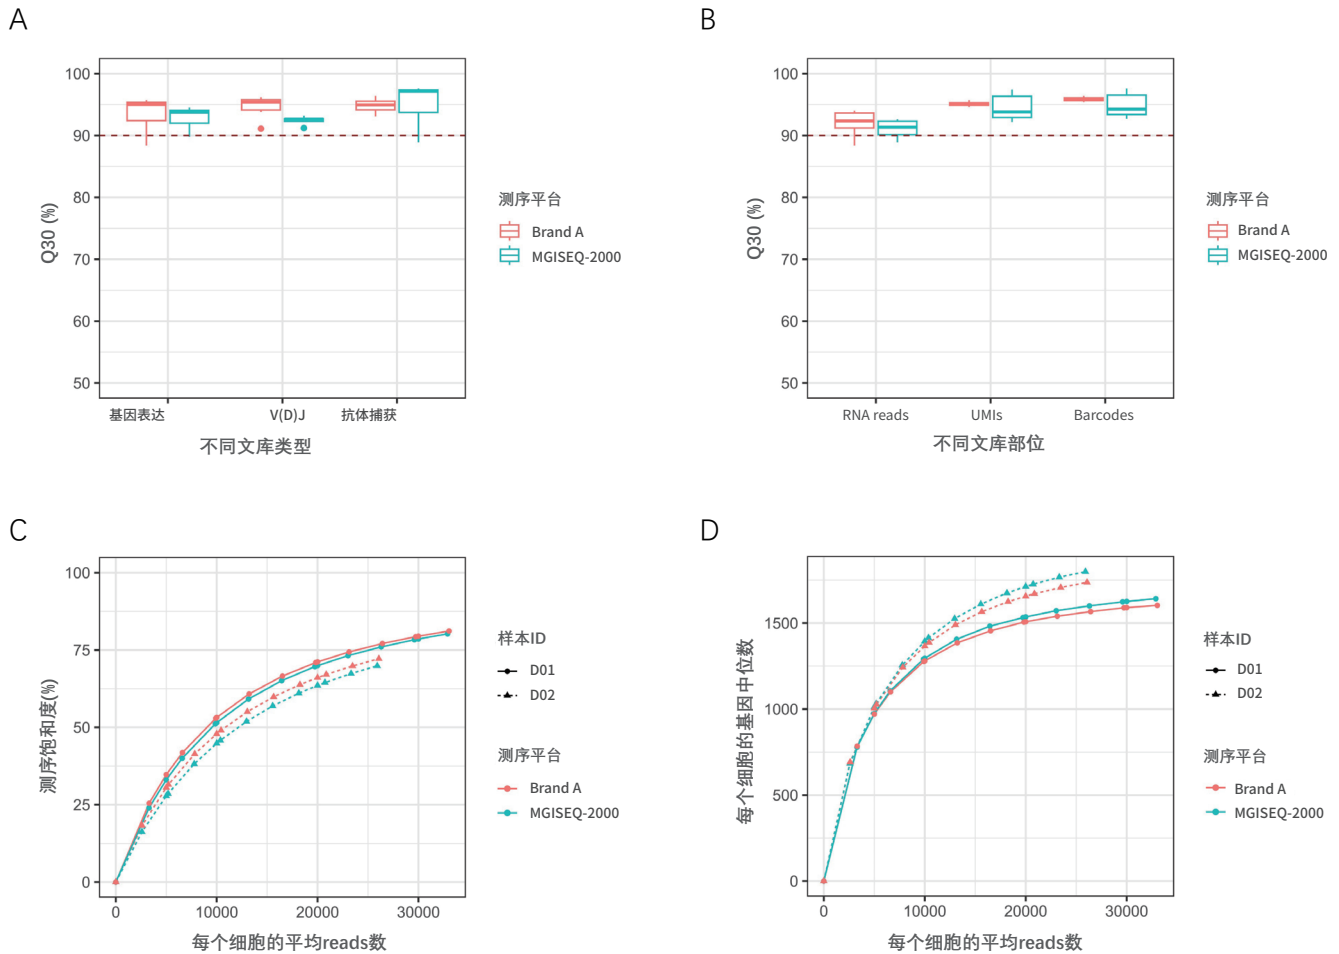 A
100
90
80
70
60
50
Q30 (%)
基因表达
V(D)J
抗体捕获
不同文库类型
测序平台
Brand A
MGISEQ-2000
B
100
90
80
70
60
50
Q30 (%)
RNA reads
UMIs
Barcodes
不同文库部位
测序平台
Brand A
MGISEQ-2000
C
100
75
50
25
0
测序饱和度(%)
0
10000
20000
30000
每个细胞的平均reads数
样本ID
D01
D02
测序平台
Brand A
MGISEQ-2000
D
1500
1000
500
0
每个细胞的基因中位数
0
10000
20000
30000
每个细胞的平均reads数
样本ID
D01
D02
测序平台
Brand A
MGISEQ-2000